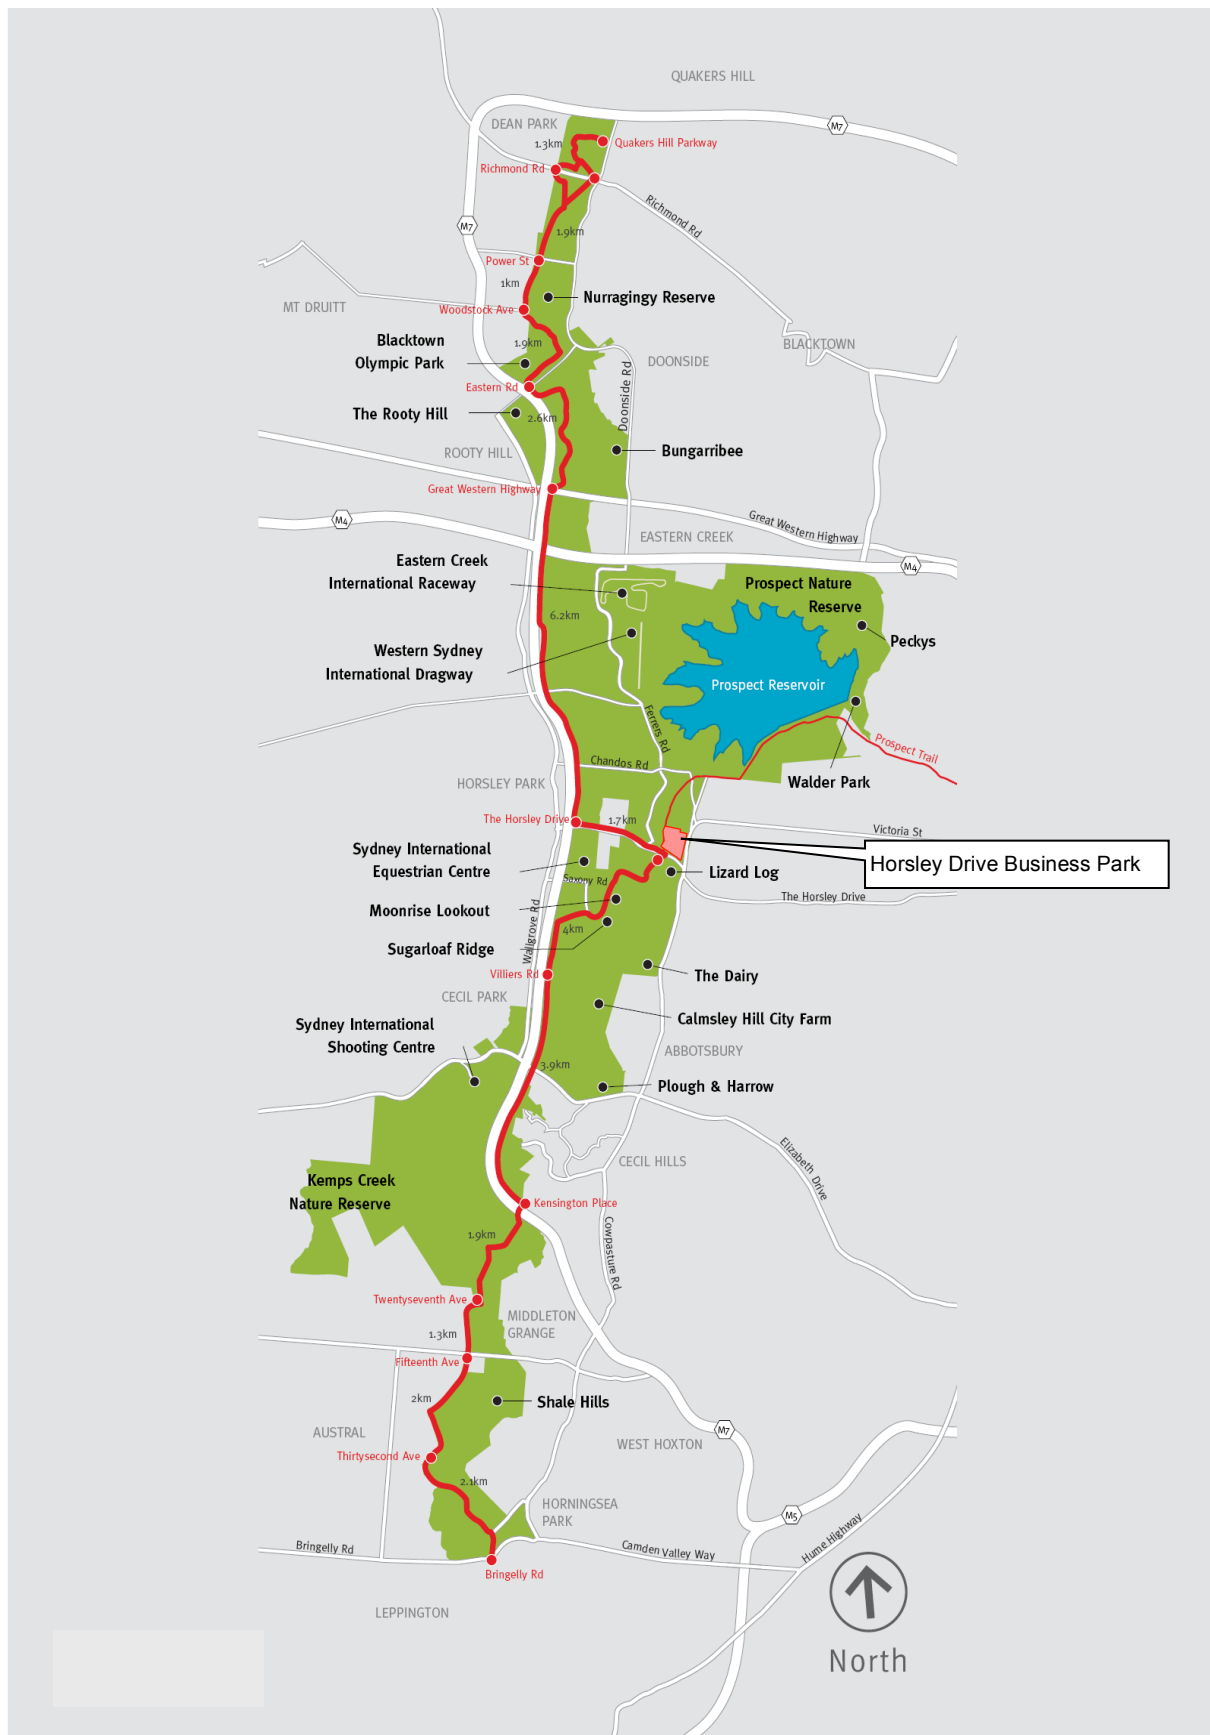 QUAKERS HILL
DEAN PARK
M7
1.3km
Quakers Hill Parkway
Richmond Rd
Richmond Rd
M7
1.9km
Power St
1km
Nurragingy Reserve
MT DRUITT
Woodstock Ave
Blacktown
Olympic Park
1.9km
BLACKTOWN
DOONSIDE
Doonside Rd
Eastern Rd
The Rooty Hill
2.6km
ROOTY HILL
Bungarribee
Great Western Highway
M4
Great Western Highway
EASTERN CREEK
Eastern Creek
International Raceway
M4
Prospect Nature
Reserve
6.2km
Peckys
Western Sydney
International Dragway
Prospect Reservoir
Ferrers Rd
Prospect Trail
Chandos Rd
HORSLEY PARK
Walder Park
The Horsley Drive
1.7km
Victoria St
Sydney International
Equestrian Centre
Horsley Drive Business Park
Saxony Rd
Lizard Log
The Horsley Drive
Moonrise Lookout
Wallgrove Rd
4km
Sugarloaf Ridge
Villiers Rd
The Dairy
CECIL PARK
Calmsley Hill City Farm
Sydney International
Shooting Centre
ABBOTSBURY
3.9km
Plough & Harrow
Elizabeth Drive
CECIL HILLS
Kemps Creek
Nature Reserve
Kensington Place
Cowpasture Rd
1.9km
Twentyseventh Ave
MIDDLETON
GRANGE
1.3km
Fifteenth Ave
2km
Shale Hills
AUSTRAL
M7
WEST HOXTON
Thirtysecond Ave
2.1km
HORNINGSEA
PARK
M5
Hume Highway
Bringelly Rd
Camden Valley Way
Bringelly Rd
LEPPINGTON
North